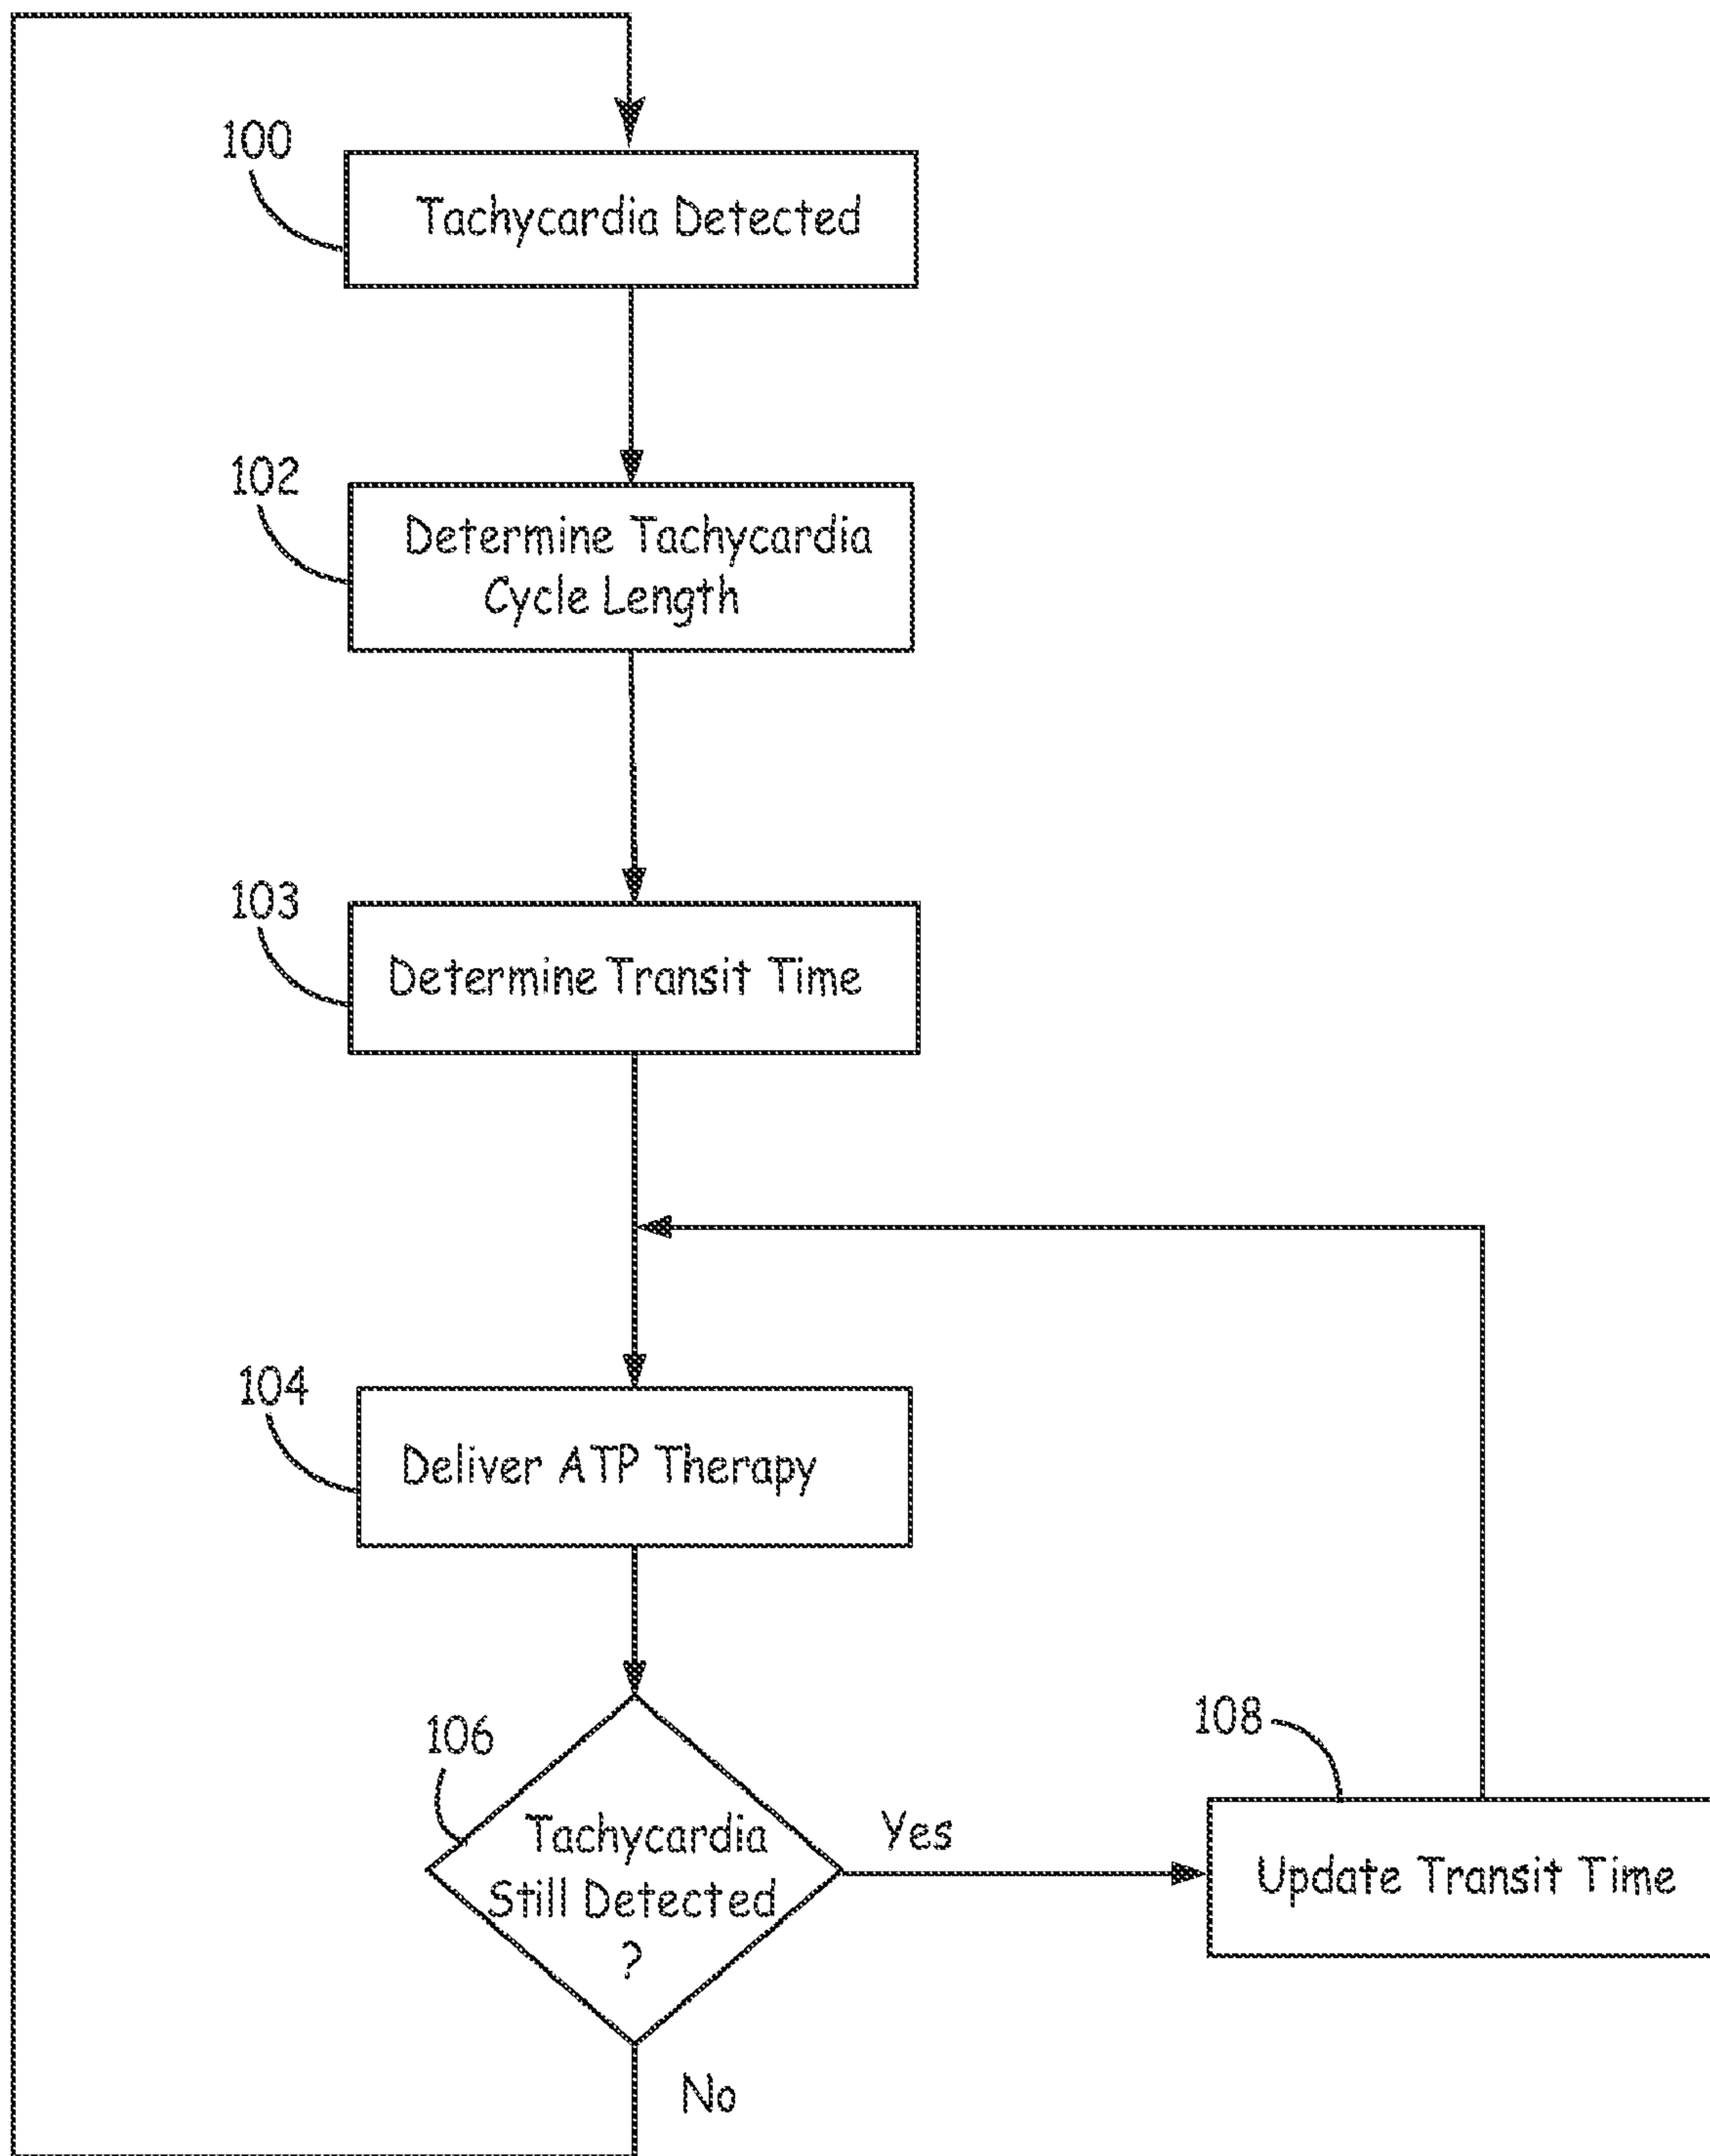 100
Tachycardia Detected
102
Determine Tachycardia
Cycle Length
103
Determine Transit Time
104
Deliver ATP Therapy
106
Tachycardia
Still Detected
?
Yes
108
Update Transit Time
No